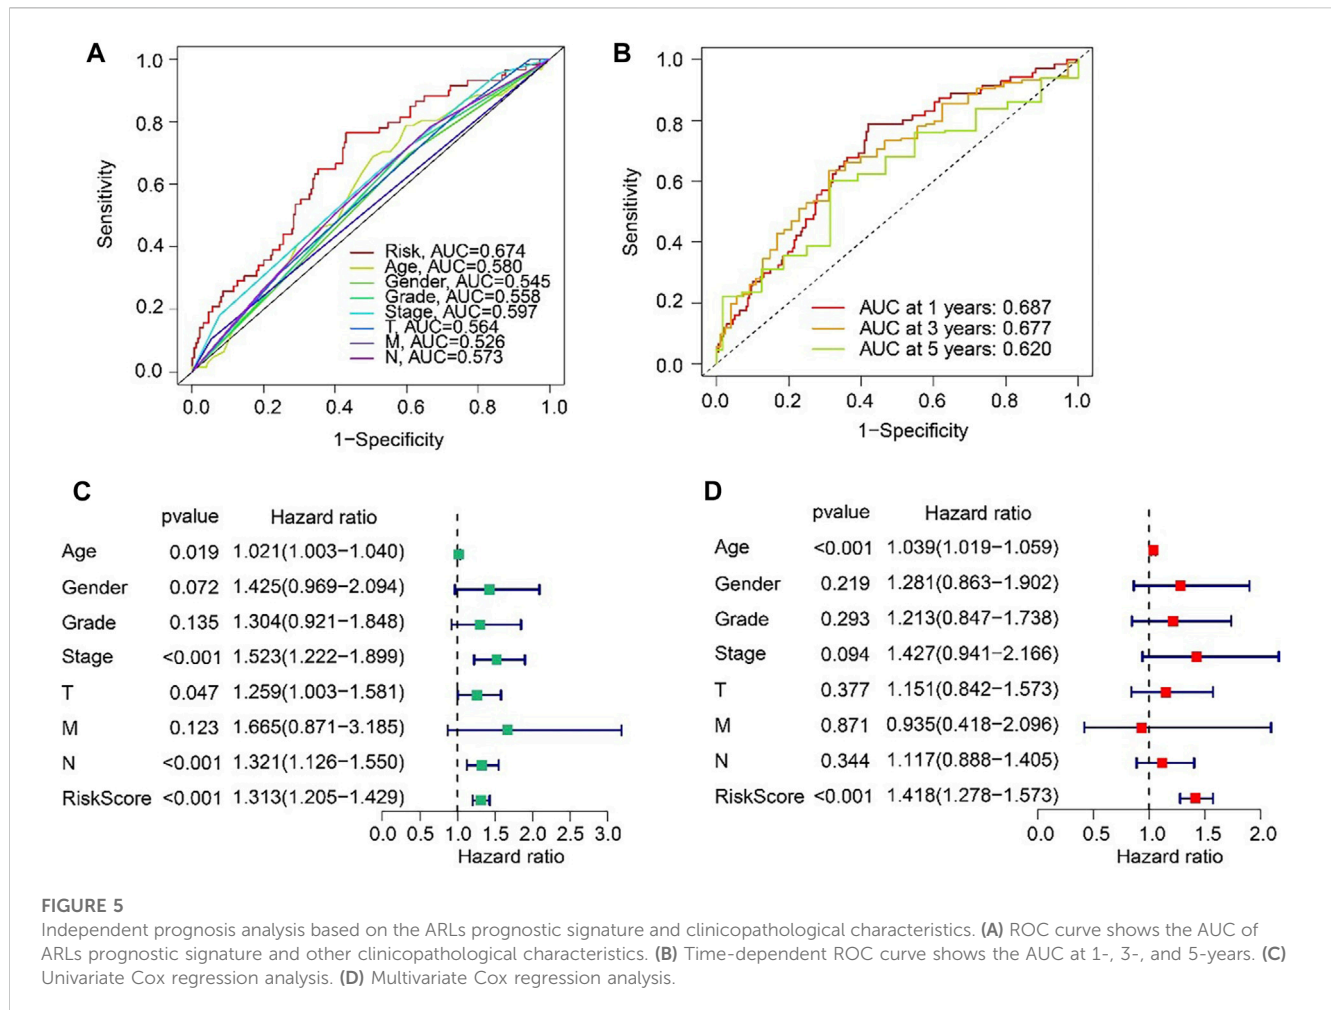 A
1.0
0.8
0.6
0.4
0.2
0.0
Sensitivity
Risk, AUC=0.674
Age, AUC=0.580
Gender, AUC=0.545
Grade, AUC=0.558
Stage, AUC=0.597
T, AUC=0.564
M, AUC=0.526
N, AUC=0.573
0.0 0.2 0.4 0.6 0.8 1.0
1−Specificity
B
1.0
0.8
0.6
0.4
0.2
0.0
Sensitivity
AUC at 1 years: 0.687
AUC at 3 years: 0.677
AUC at 5 years: 0.620
0.0 0.2 0.4 0.6 0.8 1.0
1−Specificity
C
pvalue Hazard ratio
Age 0.019 1.021(1.003−1.040)
Gender 0.072 1.425(0.969−2.094)
Grade 0.135 1.304(0.921−1.848)
Stage <0.001 1.523(1.222−1.899)
T 0.047 1.259(1.003−1.581)
M 0.123 1.665(0.871−3.185)
N <0.001 1.321(1.126−1.550)
RiskScore <0.001 1.313(1.205−1.429)
0.0 0.5 1.0 1.5 2.0 2.5 3.0
Hazard ratio
D
pvalue Hazard ratio
Age <0.001 1.039(1.019−1.059)
Gender 0.219 1.281(0.863−1.902)
Grade 0.293 1.213(0.847−1.738)
Stage 0.094 1.427(0.941−2.166)
T 0.377 1.151(0.842−1.573)
M 0.871 0.935(0.418−2.096)
N 0.344 1.117(0.888−1.405)
RiskScore <0.001 1.418(1.278−1.573)
0.0 0.5 1.0 1.5 2.0
Hazard ratio
FIGURE 5
Independent prognosis analysis based on the ARLs prognostic signature and clinicopathological characteristics. (A) ROC curve shows the AUC of
ARLs prognostic signature and other clinicopathological characteristics. (B) Time-dependent ROC curve shows the AUC at 1-, 3-, and 5-years. (C)
Univariate Cox regression analysis. (D) Multivariate Cox regression analysis.